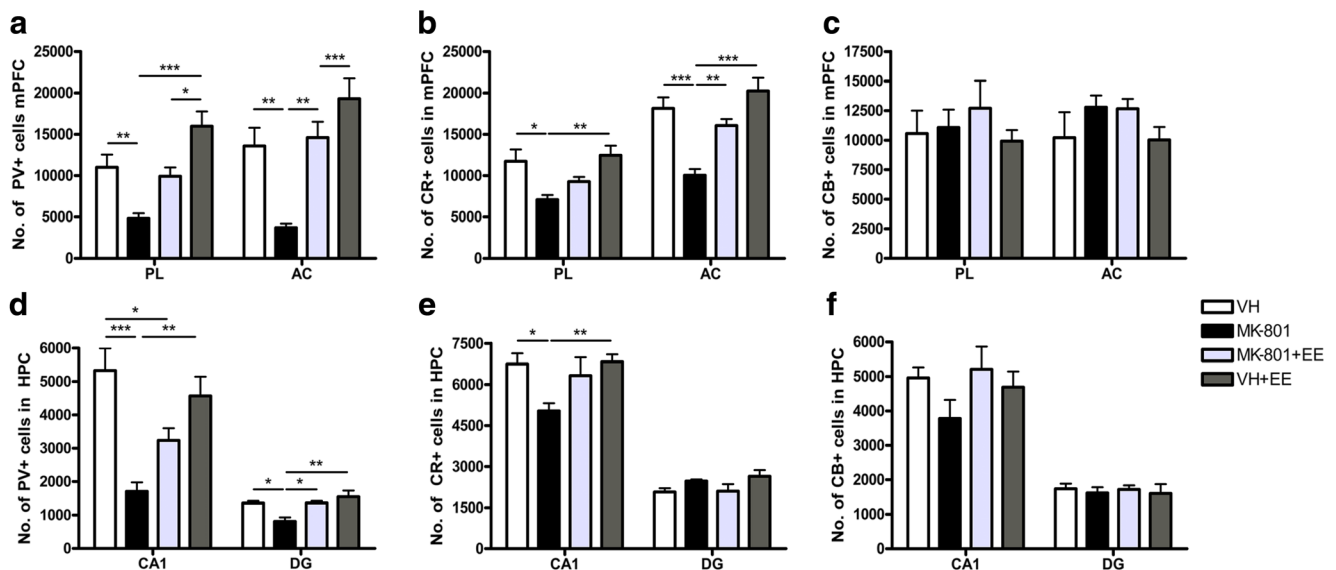 a
No. of PV+ cells mPFC
25000
20000
15000
10000
5000
0
**
***
*
**
**
***
PL
AC
b
No. of CR+ cells in mPFC
25000
20000
15000
10000
5000
0
*
**
***
**
***
PL
AC
c
No. of CB+ cells in mPFC
17500
15000
12500
10000
7500
5000
2500
0
PL
AC
d
No. of PV+ cells in HPC
6000
5000
4000
3000
2000
1000
0
*
***
**
*
*
**
CA1
DG
e
No. of CR+ cells in HPC
7500
6000
4500
3000
1500
0
*
**
CA1
DG
f
No. of CB+ cells in HPC
6000
5000
4000
3000
2000
1000
0
CA1
DG
VH
MK-801
MK-801+EE
VH+EE